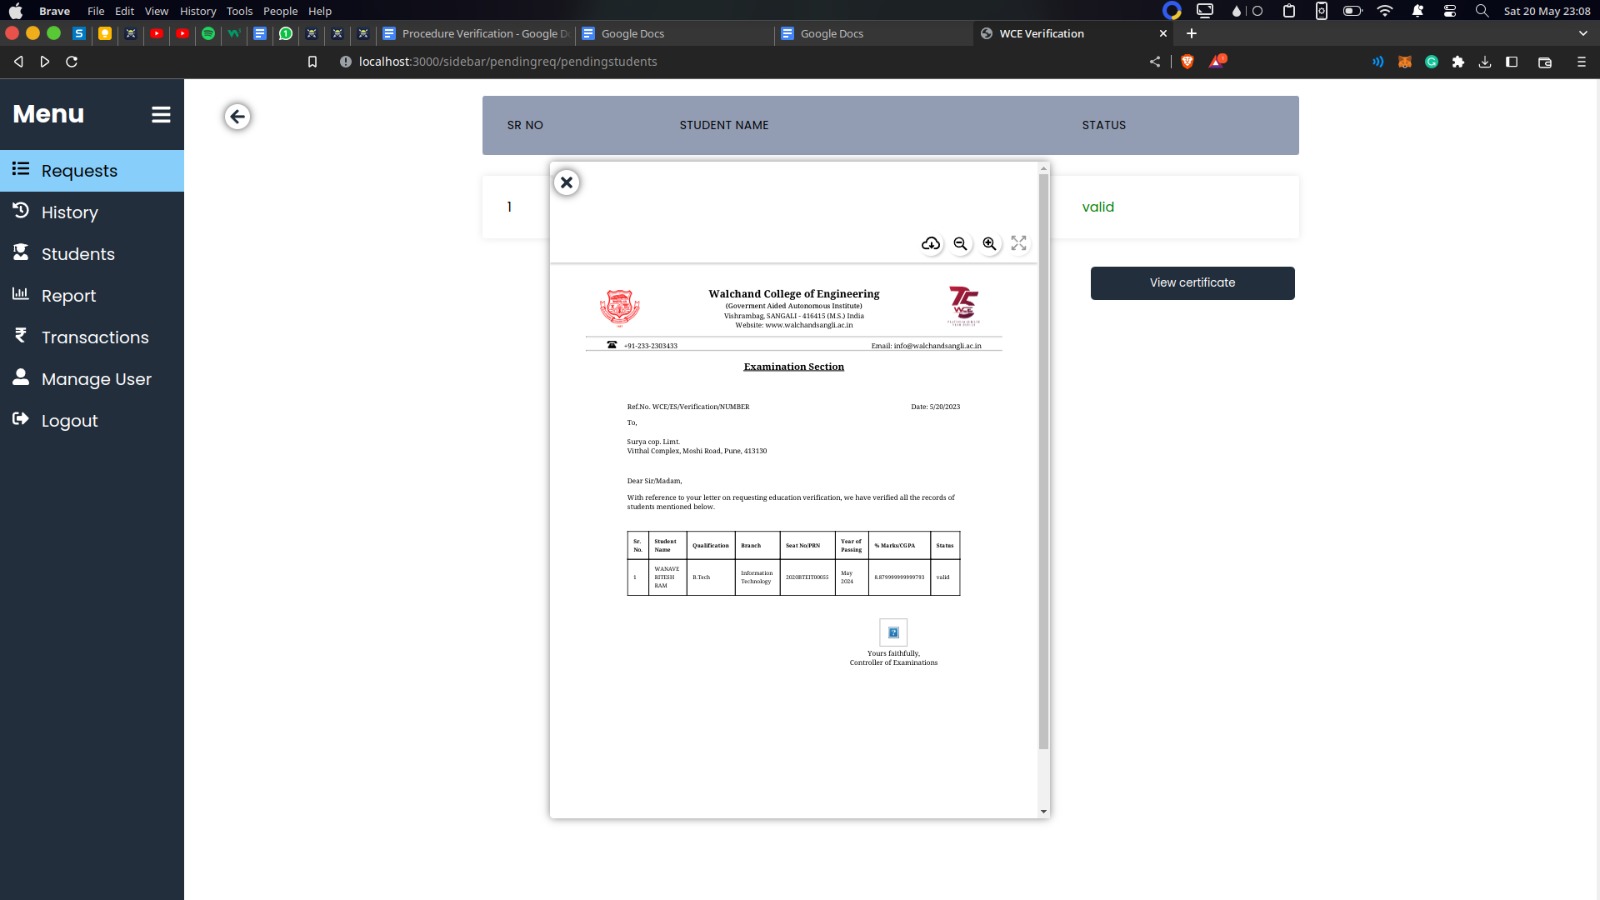 Brave File Edit View History Tools People Help Sat 20 May 23:08
Procedure Verification - Google Do Google Docs Google Docs WCE Verification
localhost:3000/sidebar/pendingreq/pendingstudents
Menu
Requests
History
Students
Report
Transactions
Manage User
Logout
SR NO STUDENT NAME STATUS
1 valid
View certificate
Walchand College of Engineering
(Goverment Aided Autonomous Institute)
Vishrambag, SANGALI - 416415 (M.S.) India
Website: www.walchandsangli.ac.in
+91-233-2303433 Email: info@walchandsangli.ac.in
Examination Section
Ref.No. WCE/ES/Verification/NUMBER Date: 5/20/2023
To,
Surya cop. Limt.
Vitthal Complex, Moshi Road, Pune, 413130
Dear Sir/Madam,
With reference to your letter on requesting education verification, we have verified all the records of
students mentioned below.
Sr. No. Student Name Qualification Branch Seat No/PRN Year of Passing % Marks/CGPA Status
1 WANAVE RITESH RAM B.Tech Information Technology 2020BTEIT00055 May 2024 8.879999999999793 valid
Yours faithfully,
Controller of Examinations